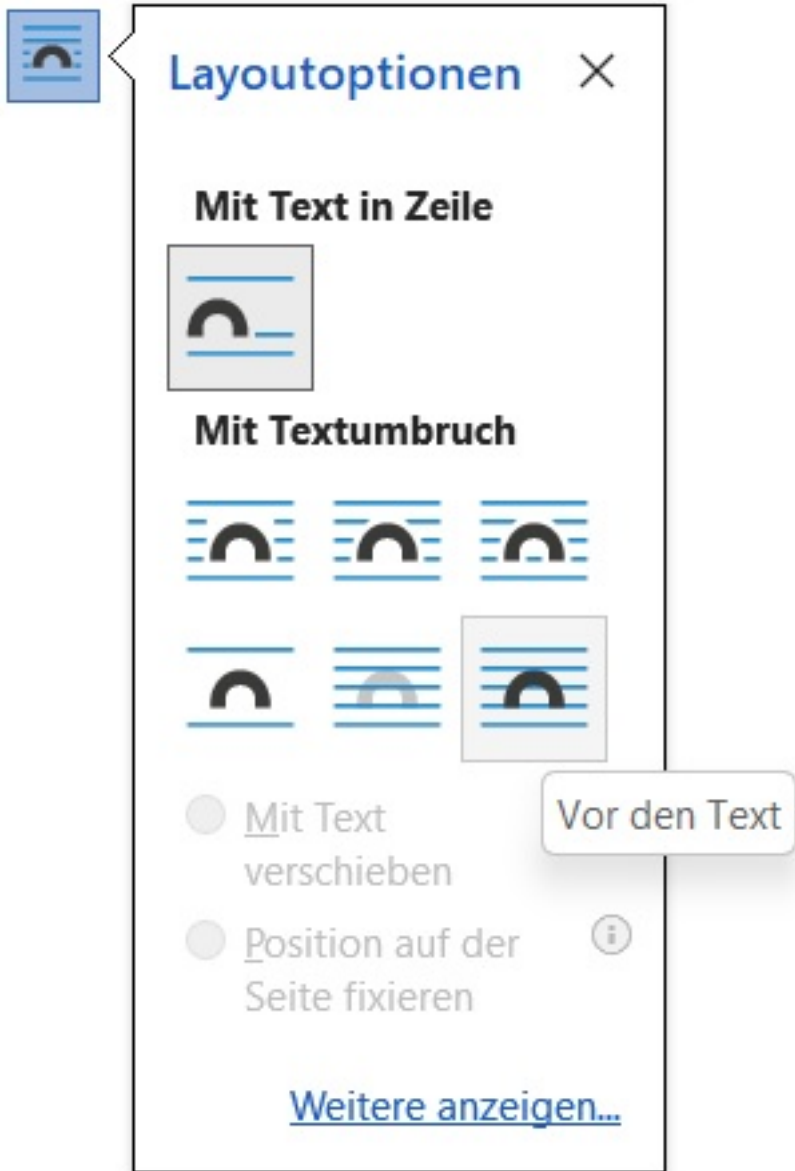 Layoutoptionen
Mit Text in Zeile
Mit Textumbruch
Vor den Text
Mit Text
verschieben
Position auf der
Seite fixieren
Weitere anzeigen...